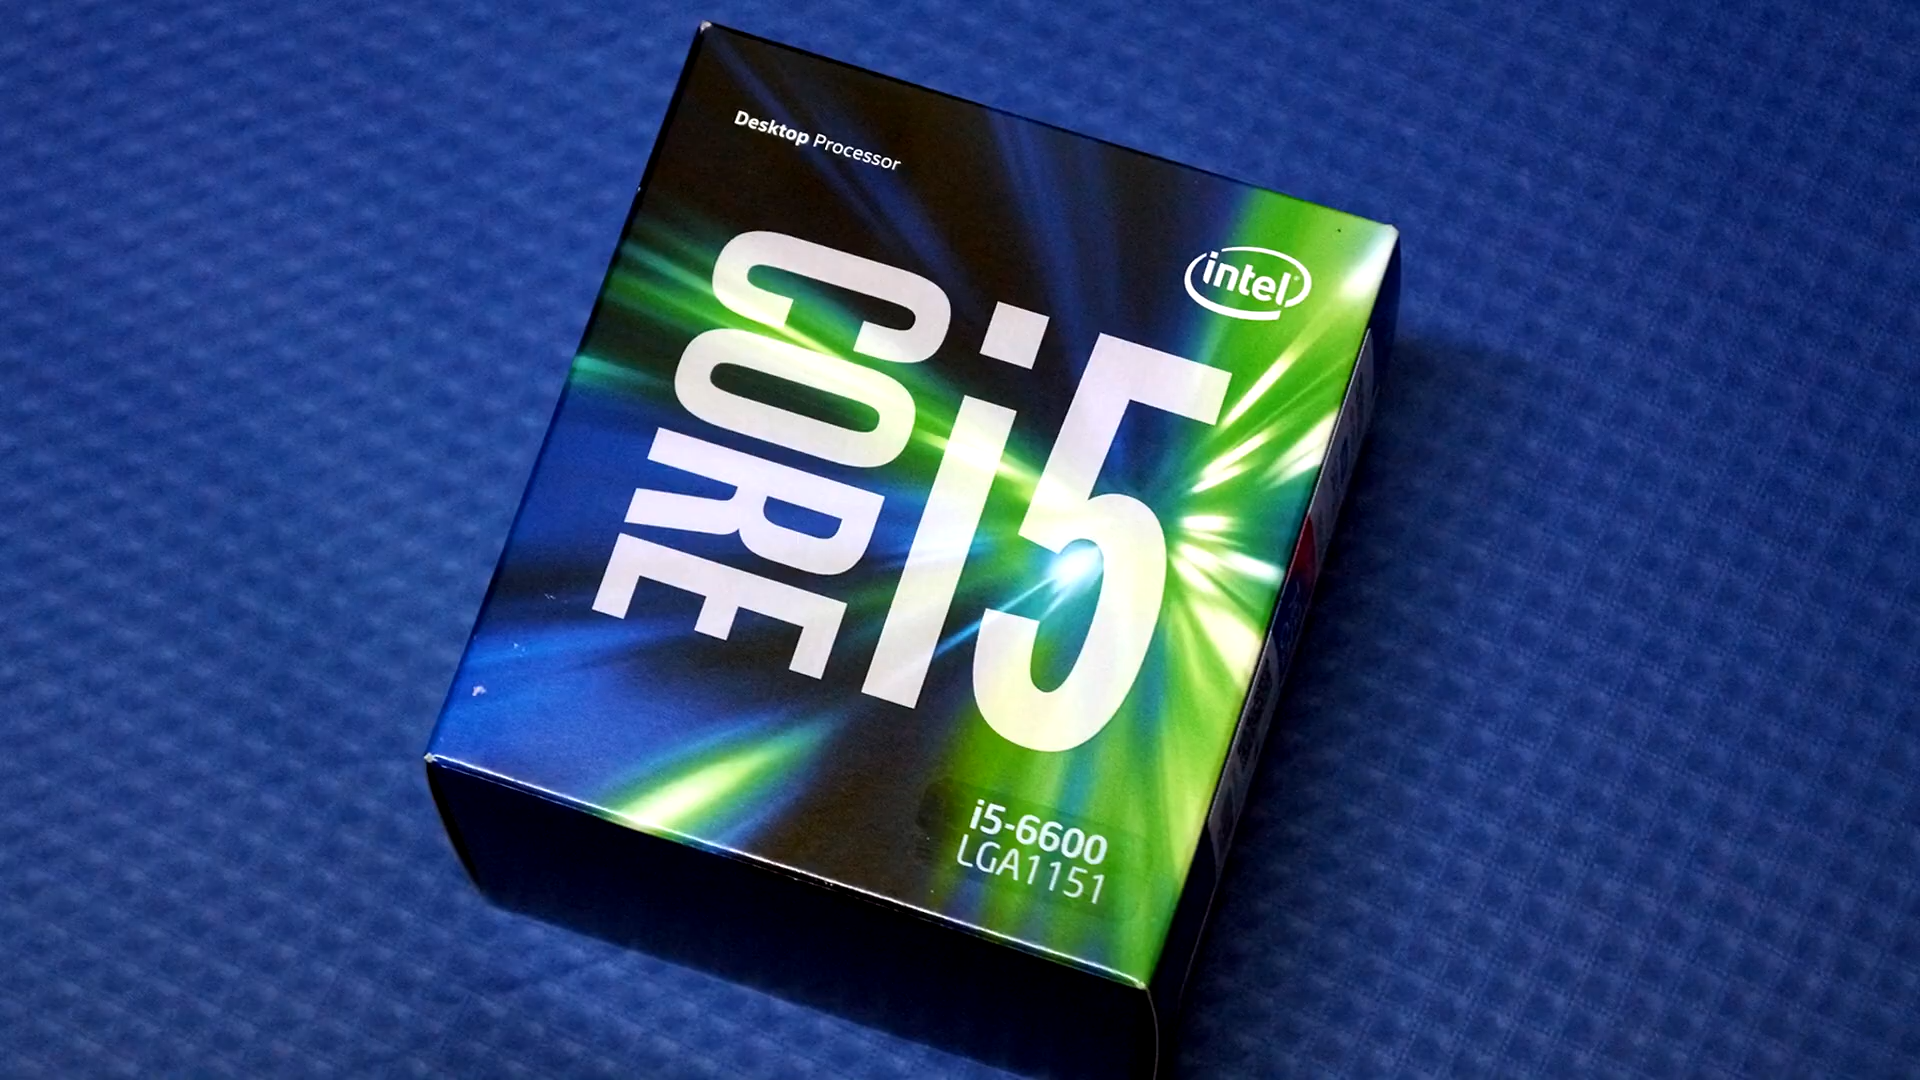 Desktop Processor
intel
CORE
i5
i5-6600
LGA1151